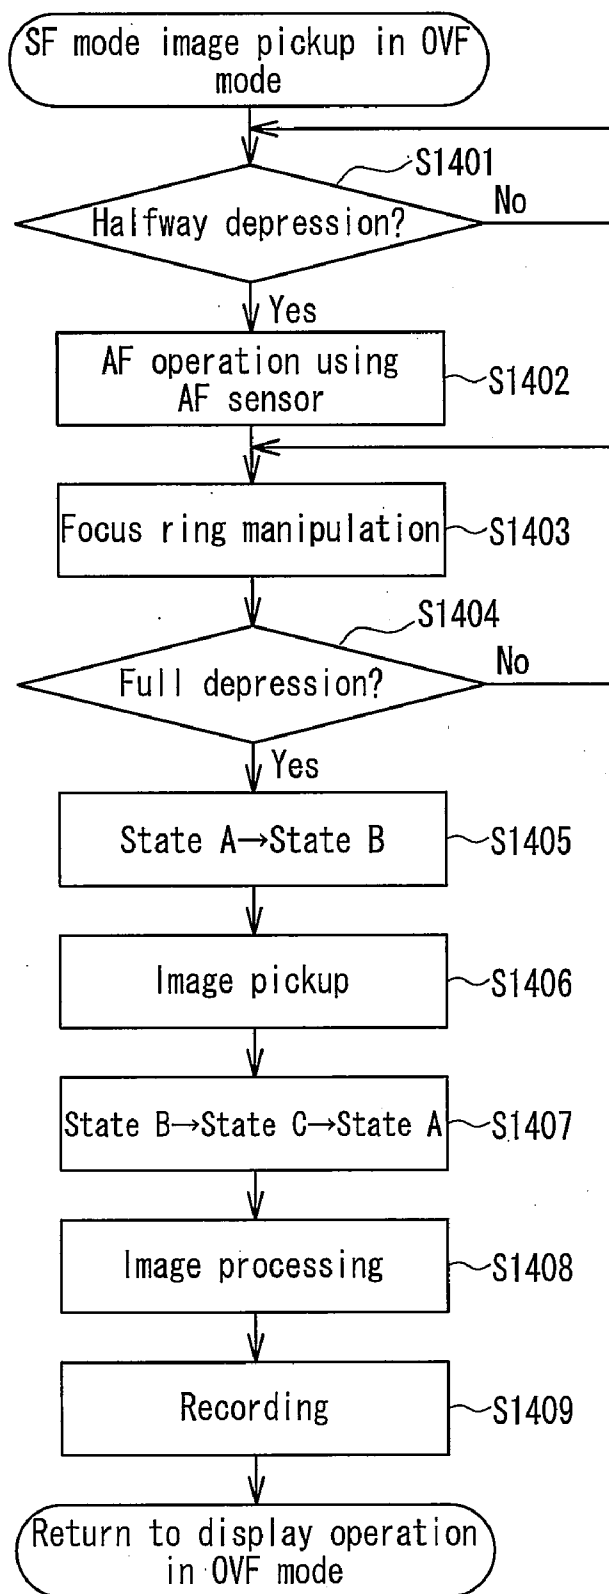 SF mode image pickup in OVF
mode
S1401
Halfway depression?
No
Yes
AF operation using
AF sensor
S1402
Focus ring manipulation
S1403
S1404
Full depression?
No
Yes
State A→State B
S1405
Image pickup
S1406
State B→State C→State A
S1407
Image processing
S1408
Recording
S1409
Return to display operation
in OVF mode